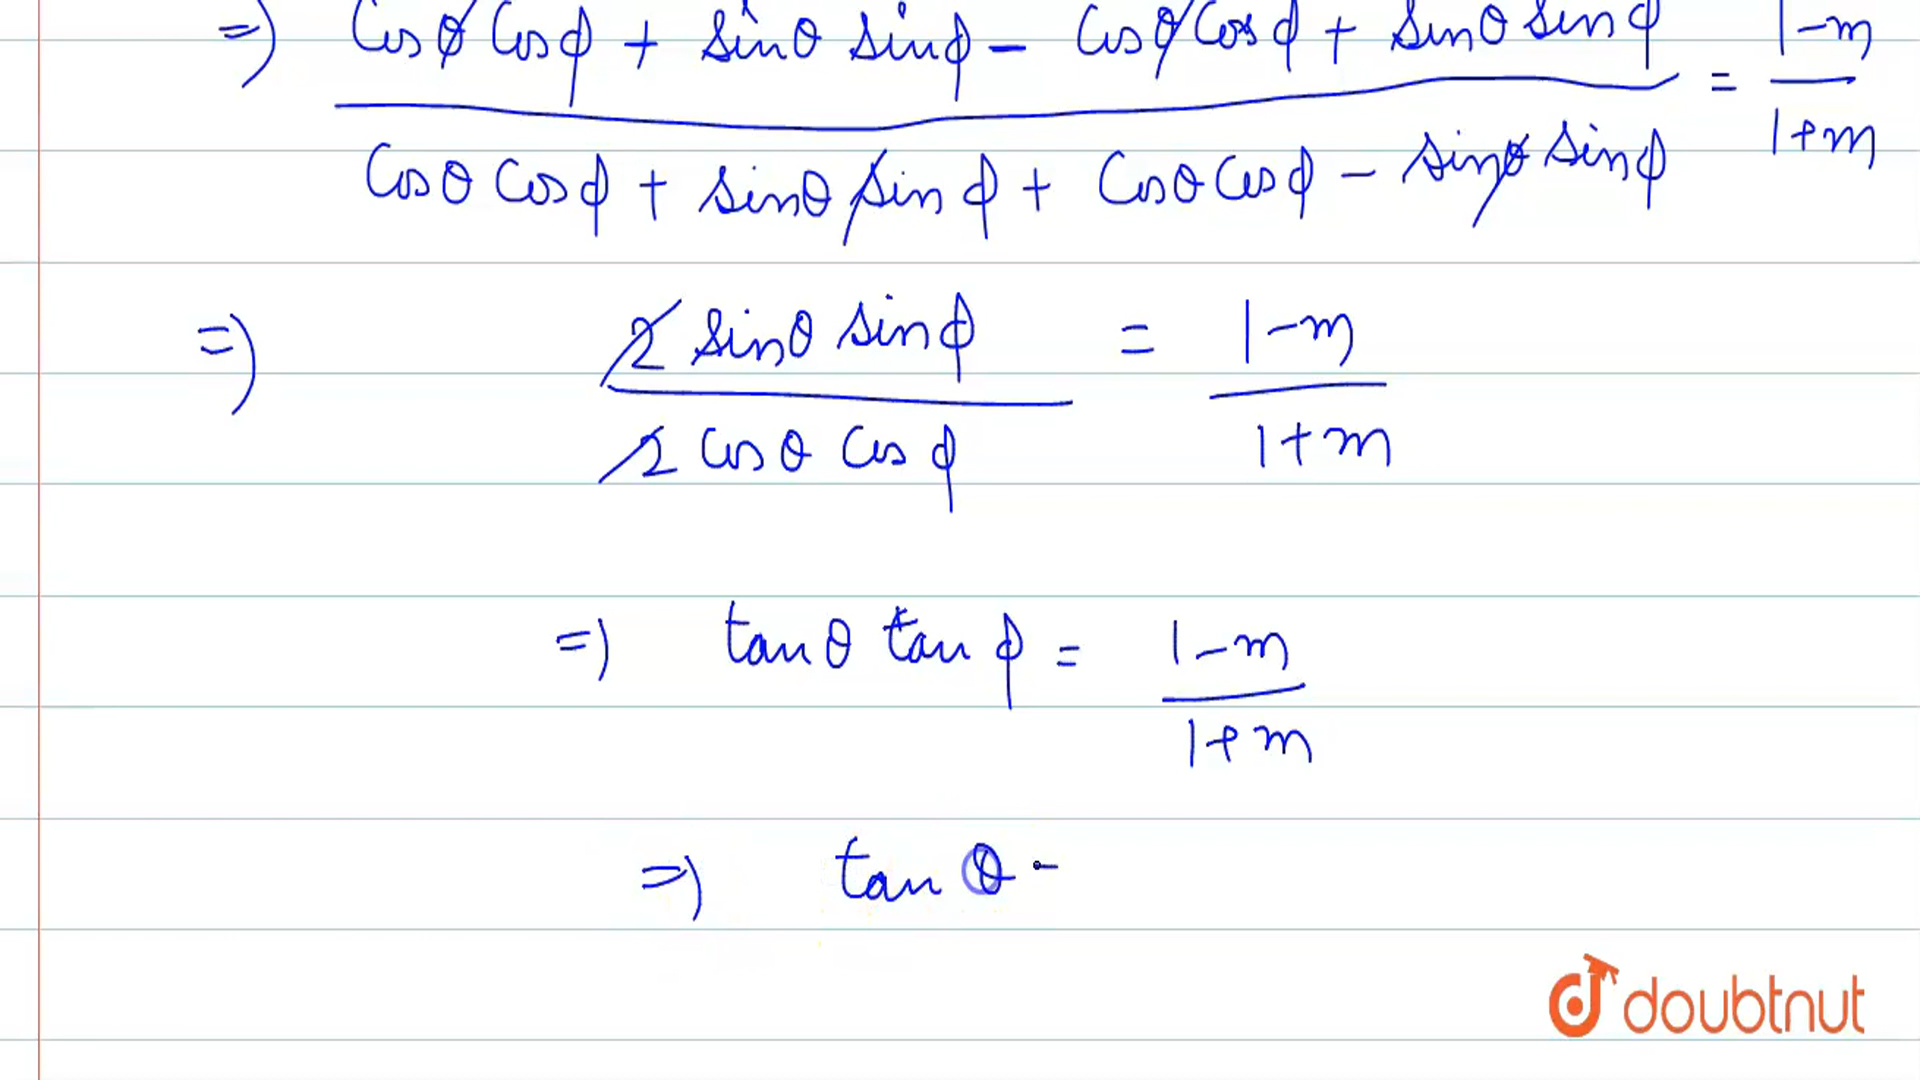 =) Cosθ Cosφ + sinθ sinφ - Cosθ Cosφ + sinθ sinφ / Cosθ Cosφ + sinθ sinφ + Cosθ Cosφ - sinθ sinφ = 1-m / 1+m
=) 2 sinθ sinφ / 2 Cosθ Cosφ = 1-m / 1+m
=) tanθ tanφ = 1-m / 1+m
=) tanθ -
doubtnut